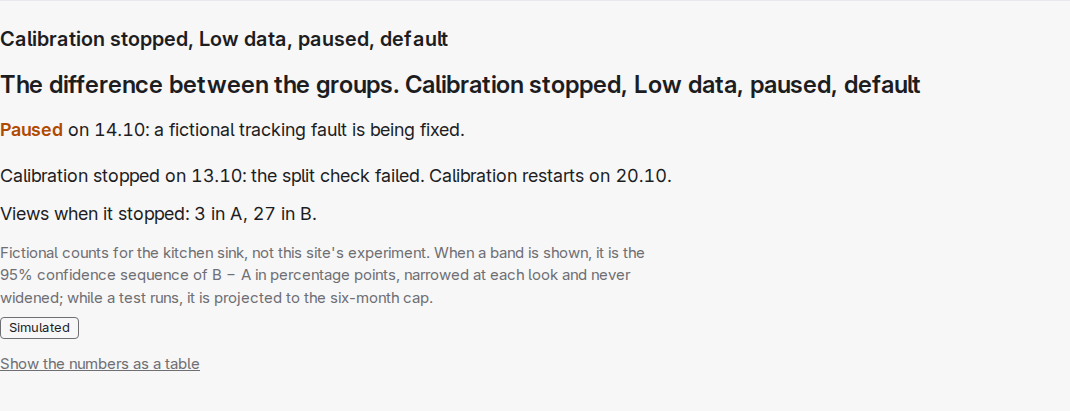 Calibration stopped, Low data, paused, default
The difference between the groups. Calibration stopped, Low data, paused, default
Paused on 14.10: a fictional tracking fault is being fixed.
Calibration stopped on 13.10: the split check failed. Calibration restarts on 20.10.
Views when it stopped: 3 in A, 27 in B.
Fictional counts for the kitchen sink, not this site's experiment. When a band is shown, it is the
95% confidence sequence of B − A in percentage points, narrowed at each look and never
widened; while a test runs, it is projected to the six-month cap.
Simulated
Show the numbers as a table